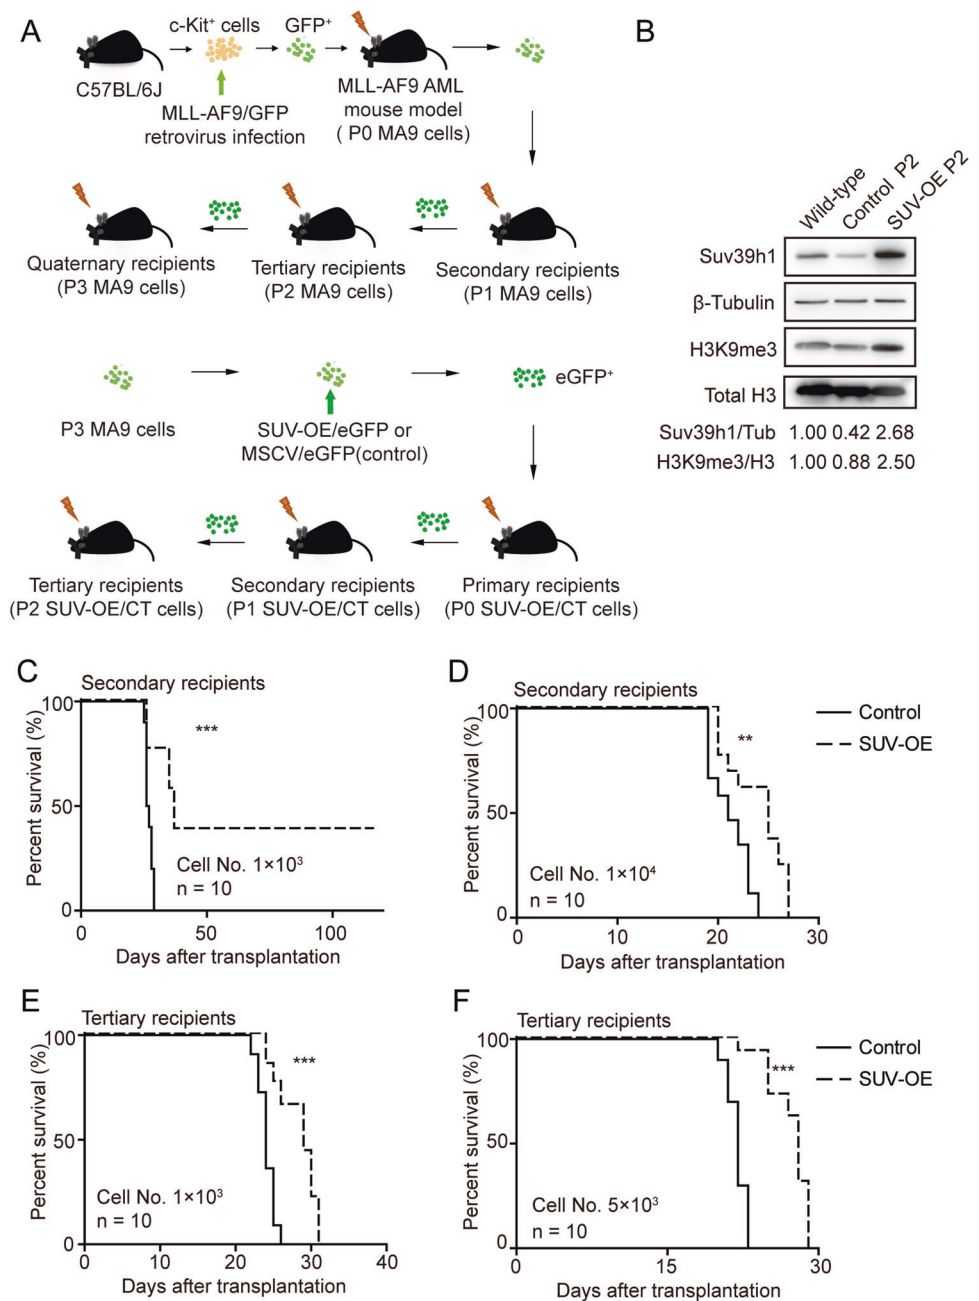 A
c-Kit⁺ cells
GFP⁺
C57BL/6J
MLL-AF9/GFP
retrovirus infection
MLL-AF9 AML
mouse model
( P0 MA9 cells)
Quaternary recipients
(P3 MA9 cells)
Tertiary recipients
(P2 MA9 cells)
Secondary recipients
(P1 MA9 cells)
P3 MA9 cells
SUV-OE/eGFP or
MSCV/eGFP(control)
eGFP⁺
Tertiary recipients
(P2 SUV-OE/CT cells)
Secondary recipients
(P1 SUV-OE/CT cells)
Primary recipients
(P0 SUV-OE/CT cells)
B
Wild-type
Control P2
SUV-OE P2
Suv39h1
β-Tubulin
H3K9me3
Total H3
Suv39h1/Tub 1.00 0.42 2.68
H3K9me3/H3 1.00 0.88 2.50
C
Secondary recipients
Percent survival (%)
100
50
0
***
Cell No. 1×10³
n = 10
0 50 100
Days after transplantation
D
Secondary recipients
Percent survival (%)
100
50
0
**
Cell No. 1×10⁴
n = 10
0 10 20 30
Days after transplantation
Control
SUV-OE
E
Tertiary recipients
Percent survival (%)
100
50
0
***
Cell No. 1×10³
n = 10
0 10 20 30 40
Days after transplantation
F
Tertiary recipients
Percent survival (%)
100
50
0
***
Cell No. 5×10³
n = 10
0 15 30
Days after transplantation
Control
SUV-OE